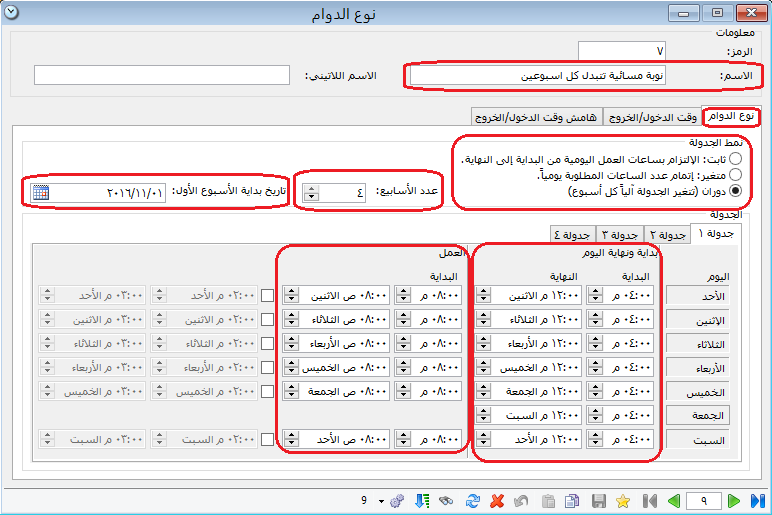 نوع الدوام
معلومات
الرمز: ٧
الاسم: نوبة مسائية تتبدل كل اسبوعين الاسم اللاتيني:
نوع الدوام وقت الدخول/الخروج هامش وقت الدخول/الخروج
نمط الجدولة
ثابت: الإلتزام بساعات العمل اليومية من البداية إلى النهاية.
متغير: إتمام عدد الساعات المطلوبة يومياً.
دوران (تتغير الجدولة آلياً كل أسبوع)
عدد الأسابيع: ٤ تاريخ بداية الأسبوع الأول: ٢٠١٦/١١/٠١
الجدولة
جدولة ١ جدولة ٢ جدولة ٣ جدولة ٤
بداية ونهاية اليوم العمل
اليوم البداية النهاية البداية
الأحد ٠٤:٠٠ م ١٢:٠٠ م الاثنين ٠٨:٠٠ م ٠٨:٠٠ ص الاثنين ٠٢:٠٠ م الأحد ٠٣:٠٠ م الأحد
الإثنين ٠٤:٠٠ م ١٢:٠٠ م الثلاثاء ٠٨:٠٠ م ٠٨:٠٠ ص الثلاثاء ٠٢:٠٠ م الاثنين ٠٣:٠٠ م الاثنين
الثلاثاء ٠٤:٠٠ م ١٢:٠٠ م الأربعاء ٠٨:٠٠ م ٠٨:٠٠ ص الأربعاء ٠٢:٠٠ م الثلاثاء ٠٣:٠٠ م الثلاثاء
الأربعاء ٠٤:٠٠ م ١٢:٠٠ م الخميس ٠٨:٠٠ م ٠٨:٠٠ ص الخميس ٠٢:٠٠ م الأربعاء ٠٣:٠٠ م الأربعاء
الخميس ٠٤:٠٠ م ١٢:٠٠ م الجمعة ٠٨:٠٠ م ٠٨:٠٠ ص الجمعة ٠٢:٠٠ م الخميس ٠٣:٠٠ م الخميس
الجمعة ٠٤:٠٠ م ١٢:٠٠ م السبت
السبت ٠٤:٠٠ م ١٢:٠٠ م الأحد ٠٨:٠٠ م ٠٨:٠٠ ص الأحد ٠٢:٠٠ م السبت ٠٣:٠٠ م السبت
٩ 9